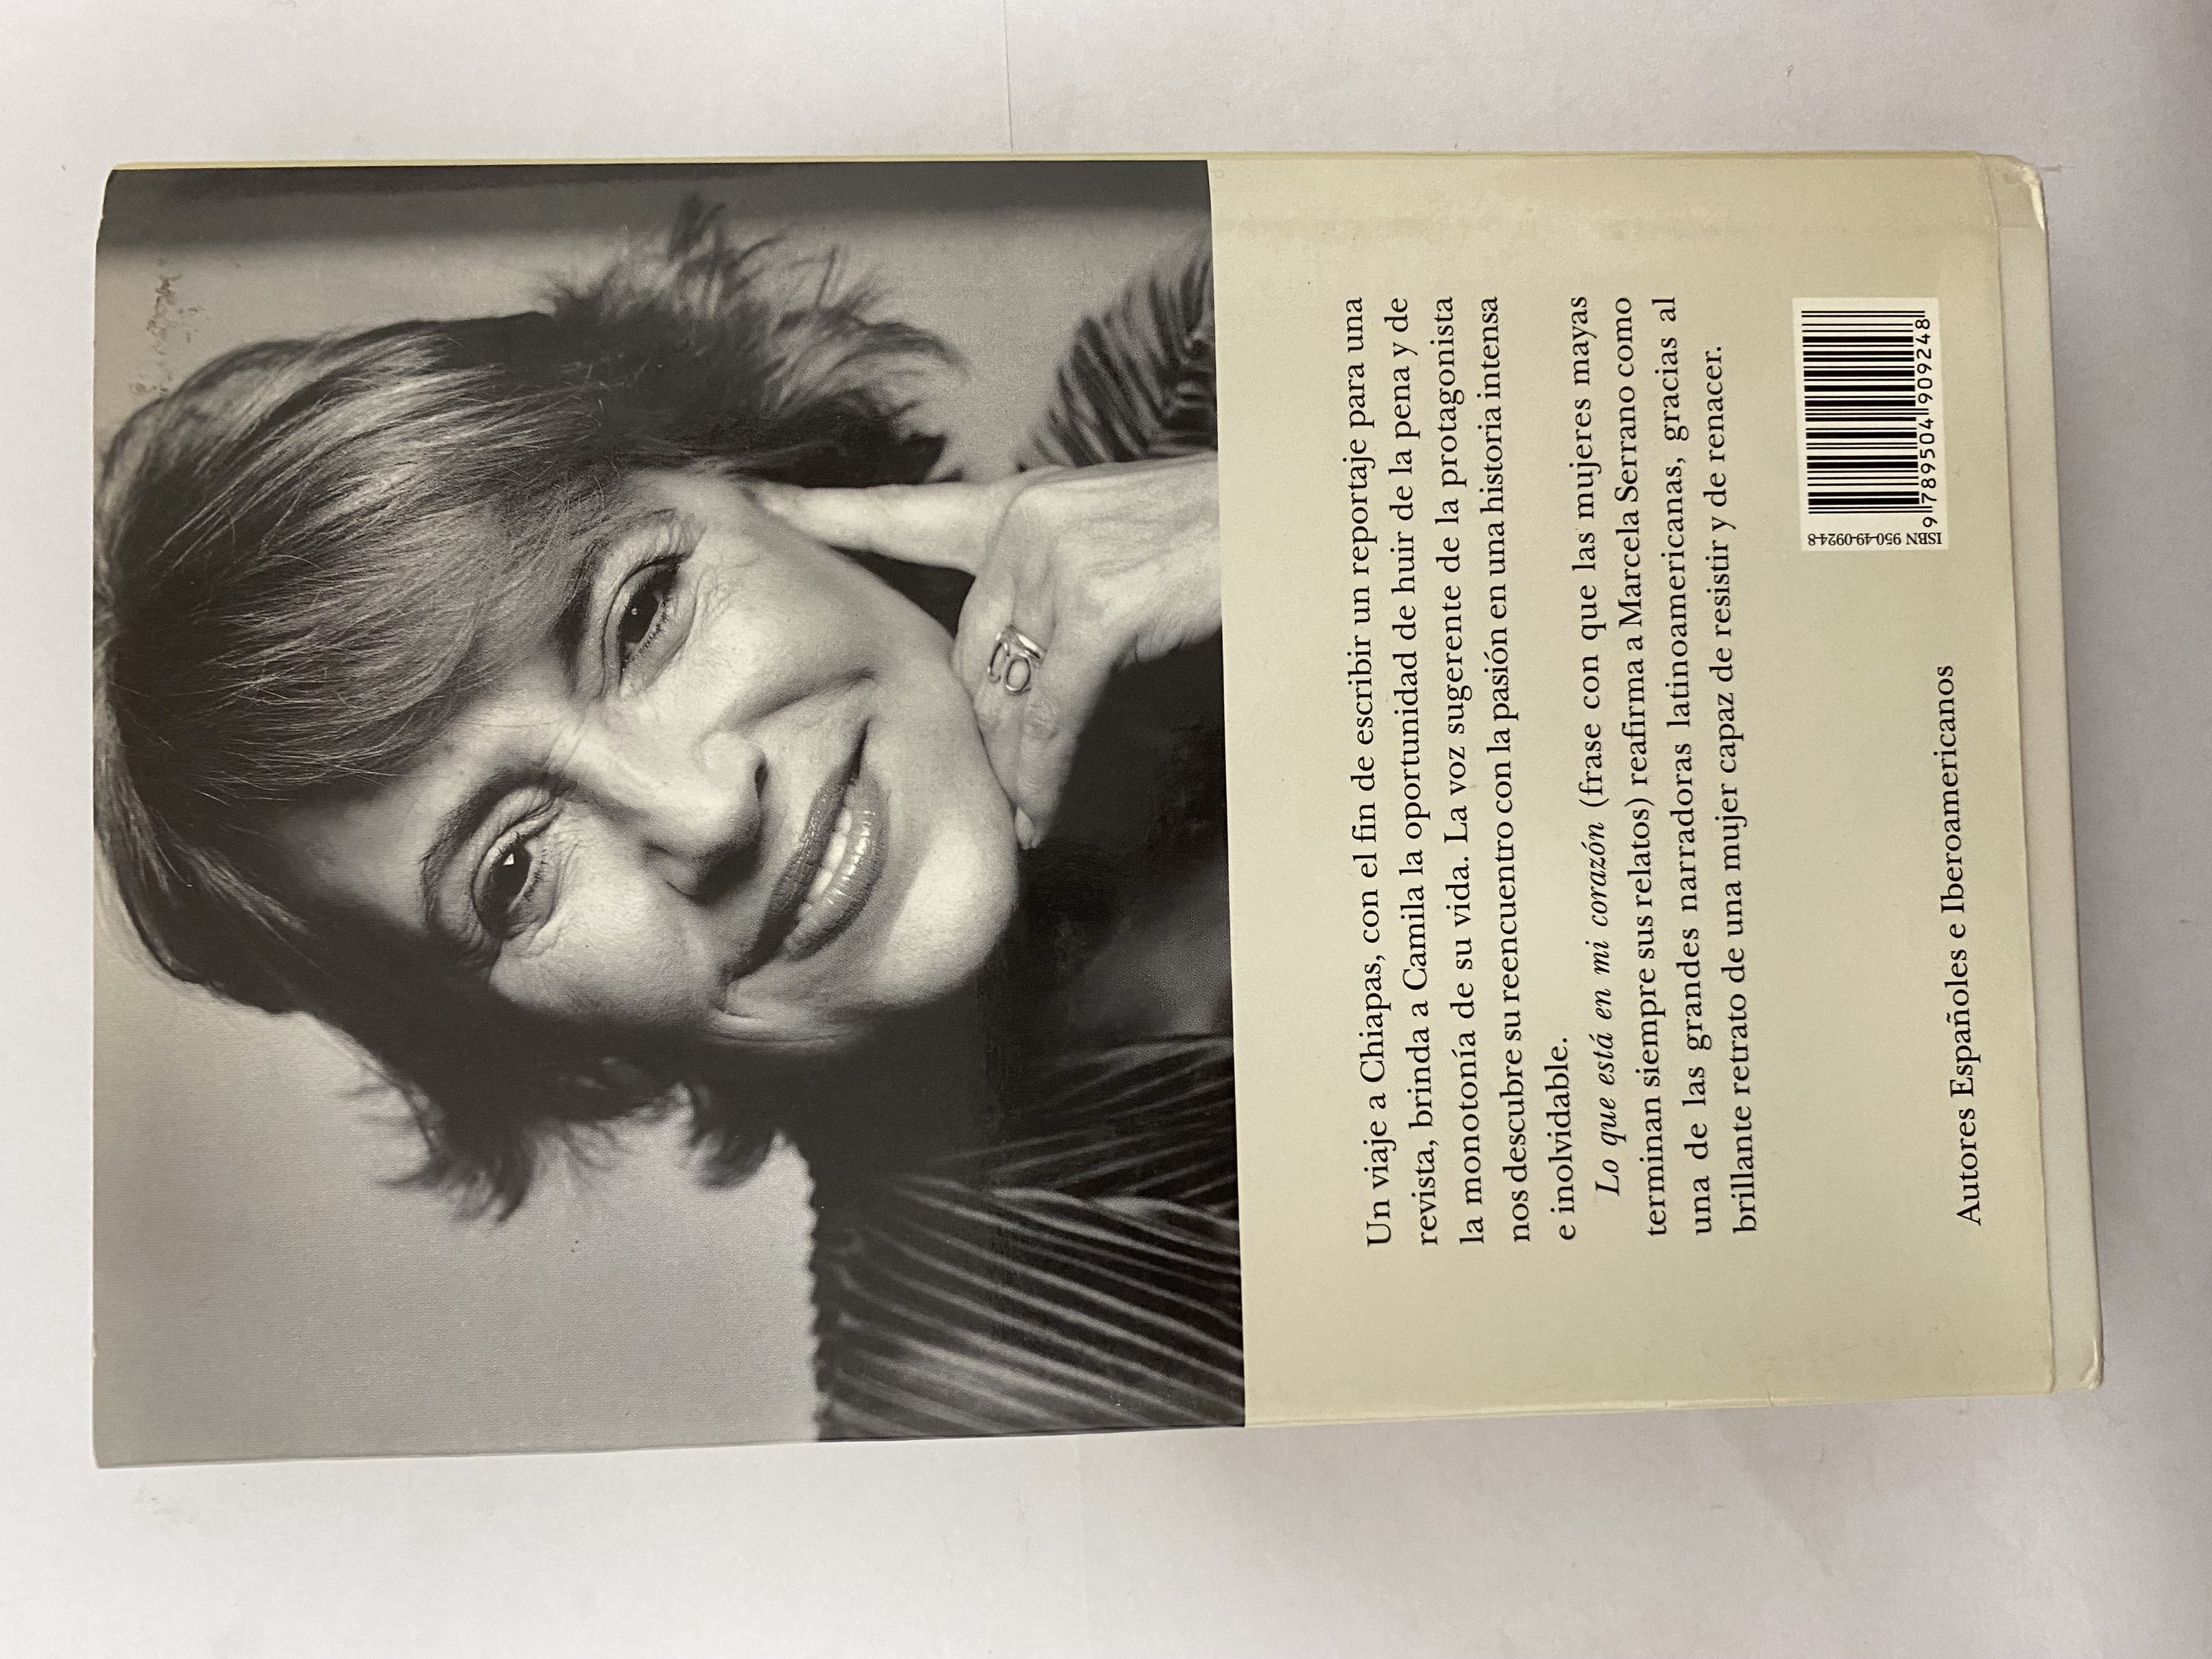 Un viaje a Chiapas, con el fin de escribir un reportaje para una
revista, brinda a Camila la oportunidad de huir de la pena y de
la monotonía de su vida. La voz sugerente de la protagonista
nos descubre su reencuentro con la pasión en una historia intensa
e inolvidable.
Lo que está en mi corazón (frase con que las mujeres mayas
terminan siempre sus relatos) reafirma a Marcela Serrano como
una de las grandes narradoras latinoamericanas, gracias al
brillante retrato de una mujer capaz de resistir y de renacer.
ISBN 950-49-0924-8
9 789504 909248
Autores Españoles e Iberoamericanos